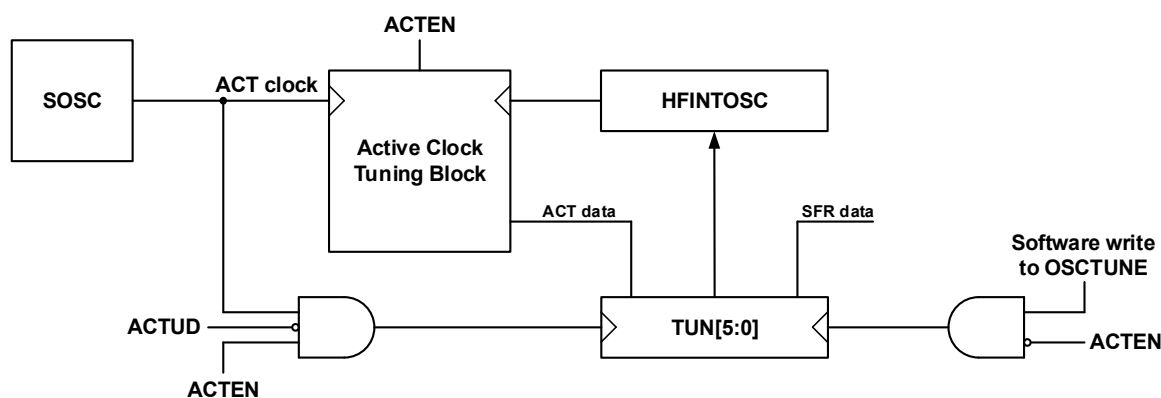 ACTEN
SOSC
ACT clock
HFINTOSC
Active Clock
Tuning Block
ACT data
SFR data
Software write
to OSCTUNE
ACTUD
TUN[5:0]
ACTEN
ACTEN